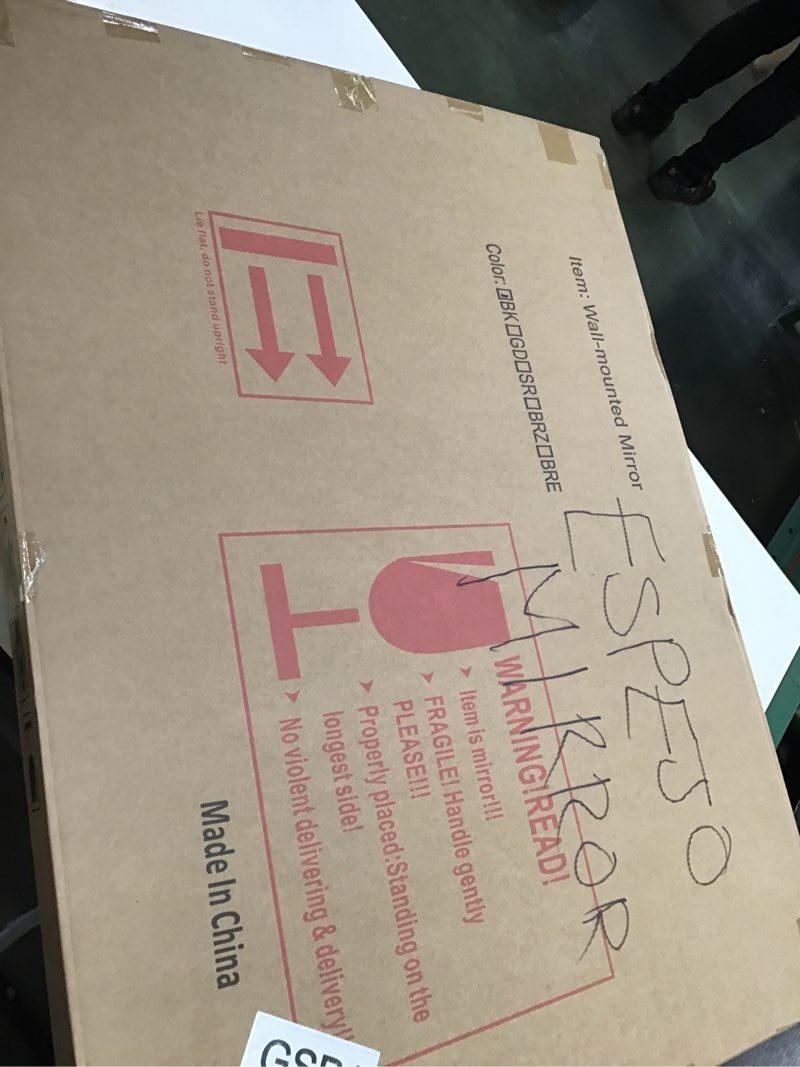 Item: Wall-mounted Mirror
Color: ☑BK☐GD☐SR☐BRZ☐BRE
ESPEJO
MIRROR
Lie flat, do not stand upright
WARNING!READ!
➤ Item is mirror!!!
➤ FRAGILE! Handle gently
PLEASE!!!
➤ Properly placed:Standing on the
longest side!
➤ No violent delivering & delivery!!
Made In China